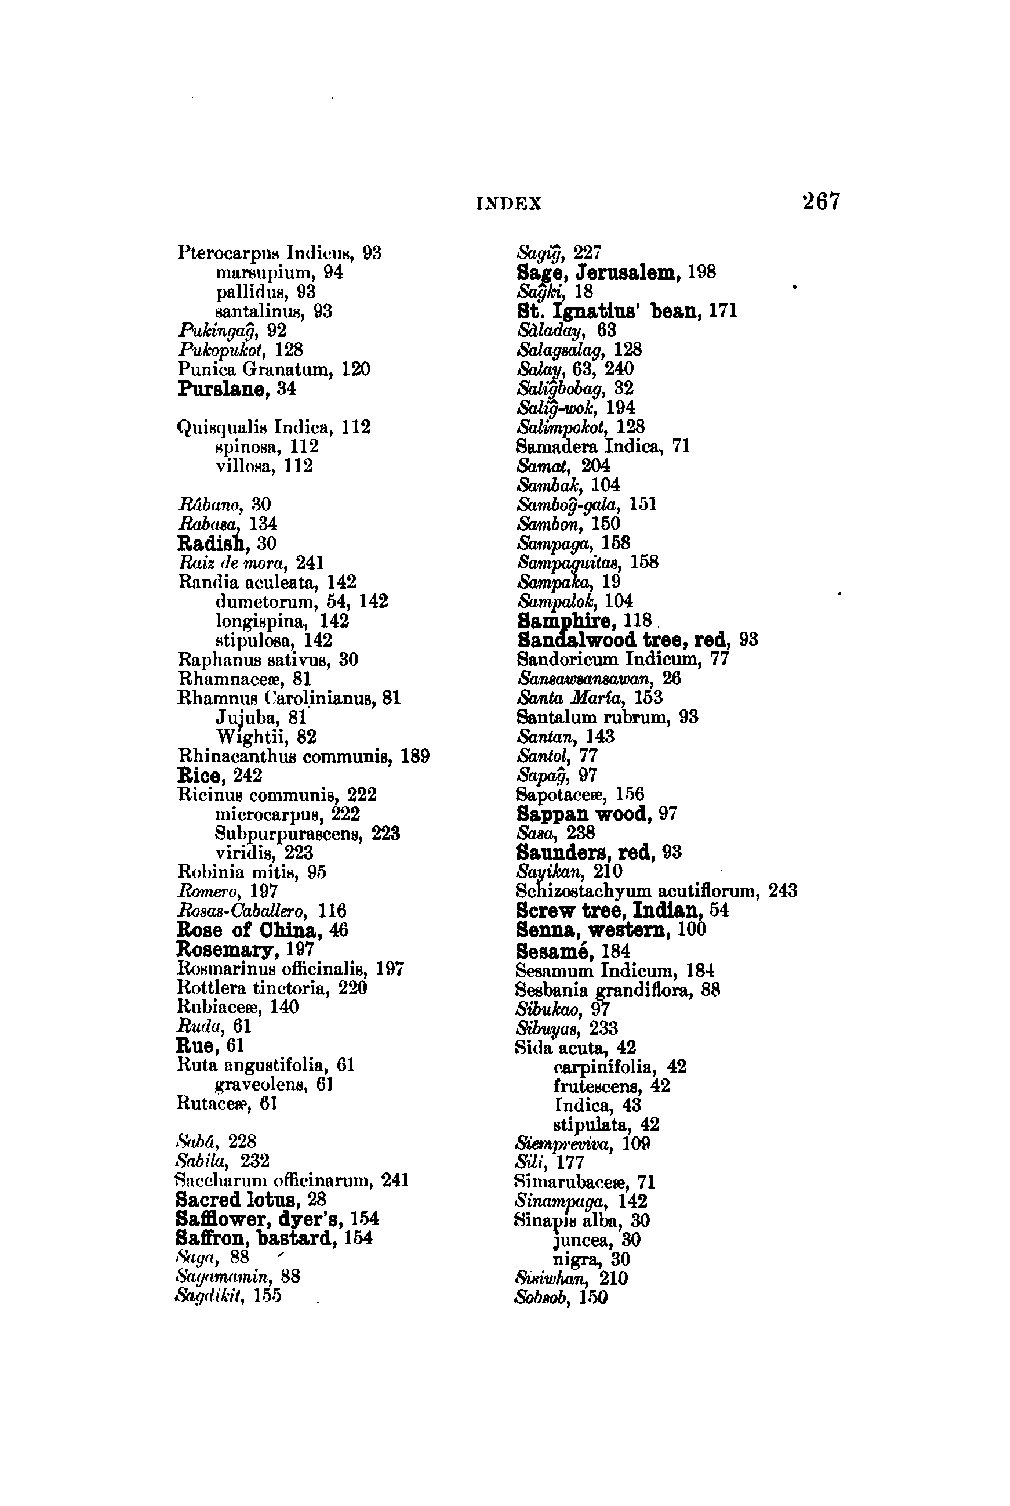 INDEX 267
Pterocarpus Indicus, 93
marsupium, 94
pallidus, 93
santalinus, 93
Pukingag̃, 92
Pukopukot, 128
Punica Granatum, 120
Purslane, 34
Quisqualis Indica, 112
spinosa, 112
villosa, 112
Rábano, 30
Rabasa, 134
Radish, 30
Raiz de mora, 241
Randia aculeata, 142
dumetorum, 54, 142
longispina, 142
stipulosa, 142
Raphanus sativus, 30
Rhamnaceæ, 81
Rhamnus Carolinianus, 81
Jujuba, 81
Wightii, 82
Rhinacanthus communis, 189
Rice, 242
Ricinus communis, 222
microcarpus, 222
Subpurpurascens, 223
viridis, 223
Robinia mitis, 95
Romero, 197
Rosas-Caballero, 116
Rose of China, 46
Rosemary, 197
Rosmarinus officinalis, 197
Rottlera tinctoria, 220
Rubiaceæ, 140
Ruda, 61
Rue, 61
Ruta angustifolia, 61
graveolens, 61
Rutaceæ, 61
Sabá, 228
Sabila, 232
Saccharum officinarum, 241
Sacred lotus, 28
Safflower, dyer's, 154
Saffron, bastard, 154
Saga, 88
Sagamamin, 88
Sagdikit, 155
Sagig̃, 227
Sage, Jerusalem, 198
Sag̃ki, 18
St. Ignatius' bean, 171
Sàladay, 63
Salagsalag, 128
Salay, 63, 240
Salig̃bobag, 32
Salig̃-wok, 194
Salimpokot, 128
Samadera Indica, 71
Samat, 204
Sambak, 104
Sambog̃-gala, 151
Sambon, 150
Sampaga, 158
Sampaguitas, 158
Sampaka, 19
Sampalok, 104
Samphire, 118
Sandalwood tree, red, 93
Sandoricum Indicum, 77
Sansawsansawan, 26
Santa María, 153
Santalum rubrum, 93
Santan, 143
Santol, 77
Sapag̃, 97
Sapotaceæ, 156
Sappan wood, 97
Sasa, 238
Saunders, red, 93
Sayikan, 210
Schizostachyum acutiflorum, 243
Screw tree, Indian, 54
Senna, western, 100
Sesamé, 184
Sesamum Indicum, 184
Sesbania grandiflora, 88
Sibukao, 97
Sibuyas, 233
Sida acuta, 42
carpinifolia, 42
frutescens, 42
Indica, 43
stipulata, 42
Siempreviva, 109
Sili, 177
Simarubaceæ, 71
Sinampaga, 142
Sinapis alba, 30
juncea, 30
nigra, 30
Sisiwhan, 210
Sobsob, 150